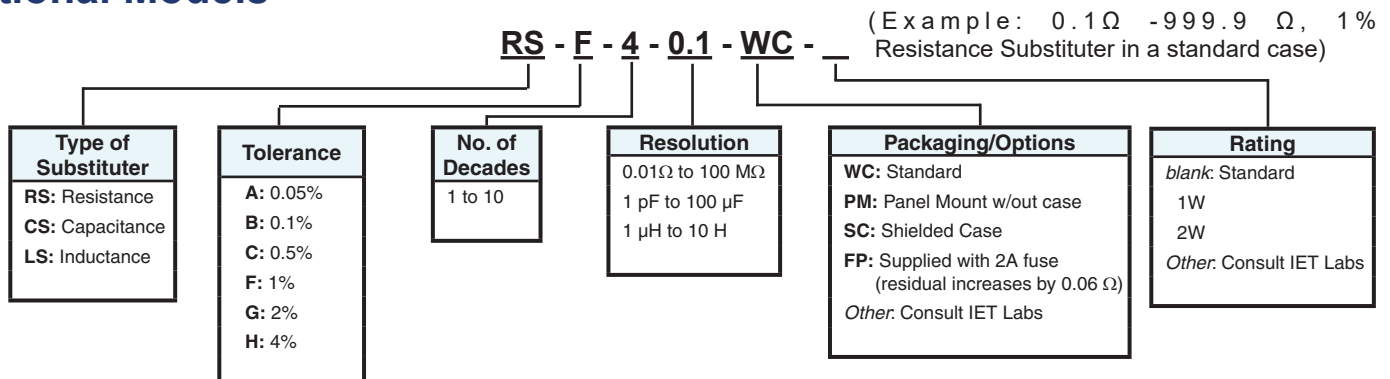 (Example: 0.1Ω -999.9 Ω, 1%
RS - F - 4 - 0.1 - WC - __ Resistance Substituter in a standard case)
Type of
Substituter
RS: Resistance
CS: Capacitance
LS: Inductance
Tolerance
A: 0.05%
B: 0.1%
C: 0.5%
F: 1%
G: 2%
H: 4%
No. of
Decades
1 to 10
Resolution
0.01Ω to 100 MΩ
1 pF to 100 µF
1 µH to 10 H
Packaging/Options
WC: Standard
PM: Panel Mount w/out case
SC: Shielded Case
FP: Supplied with 2A fuse
(residual increases by 0.06 Ω)
Other: Consult IET Labs
Rating
blank: Standard
1W
2W
Other: Consult IET Labs